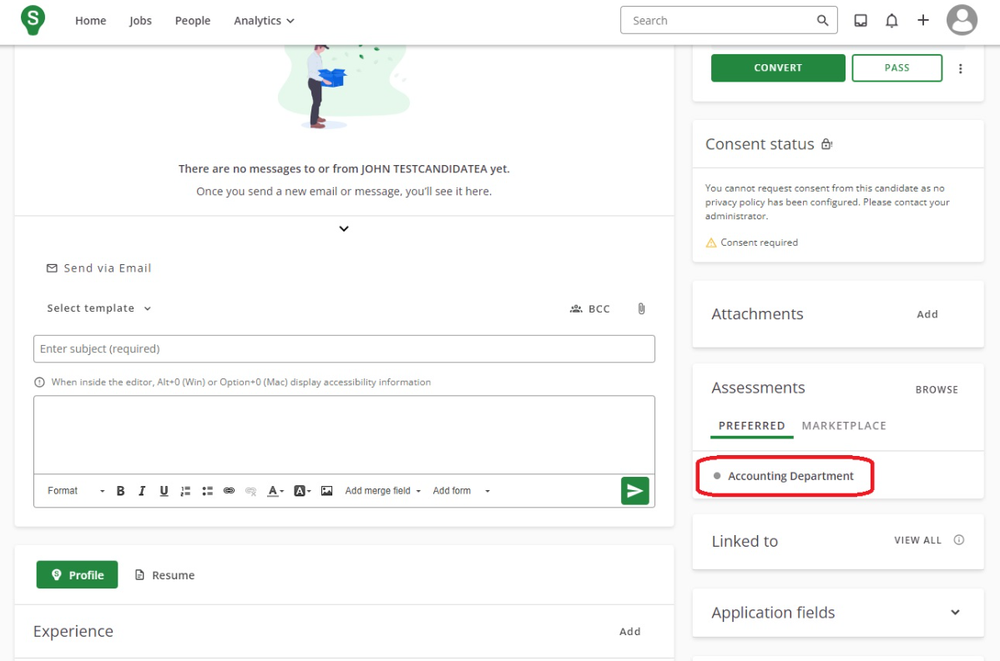 S
Home
Jobs
People
Analytics
Search
There are no messages to or from JOHN TESTCANDIDATEA yet.
Once you send a new email or message, you'll see it here.
Send via Email
Select template
BCC
Enter subject (required)
When inside the editor, Alt+0 (Win) or Option+0 (Mac) display accessibility information
Format
B
I
U
A
A
Add merge field
Add form
Profile
Resume
Experience
Add
CONVERT
PASS
Consent status
You cannot request consent from this candidate as no
privacy policy has been configured. Please contact your
administrator.
Consent required
Attachments
Add
Assessments
BROWSE
PREFERRED
MARKETPLACE
Accounting Department
Linked to
VIEW ALL
Application fields